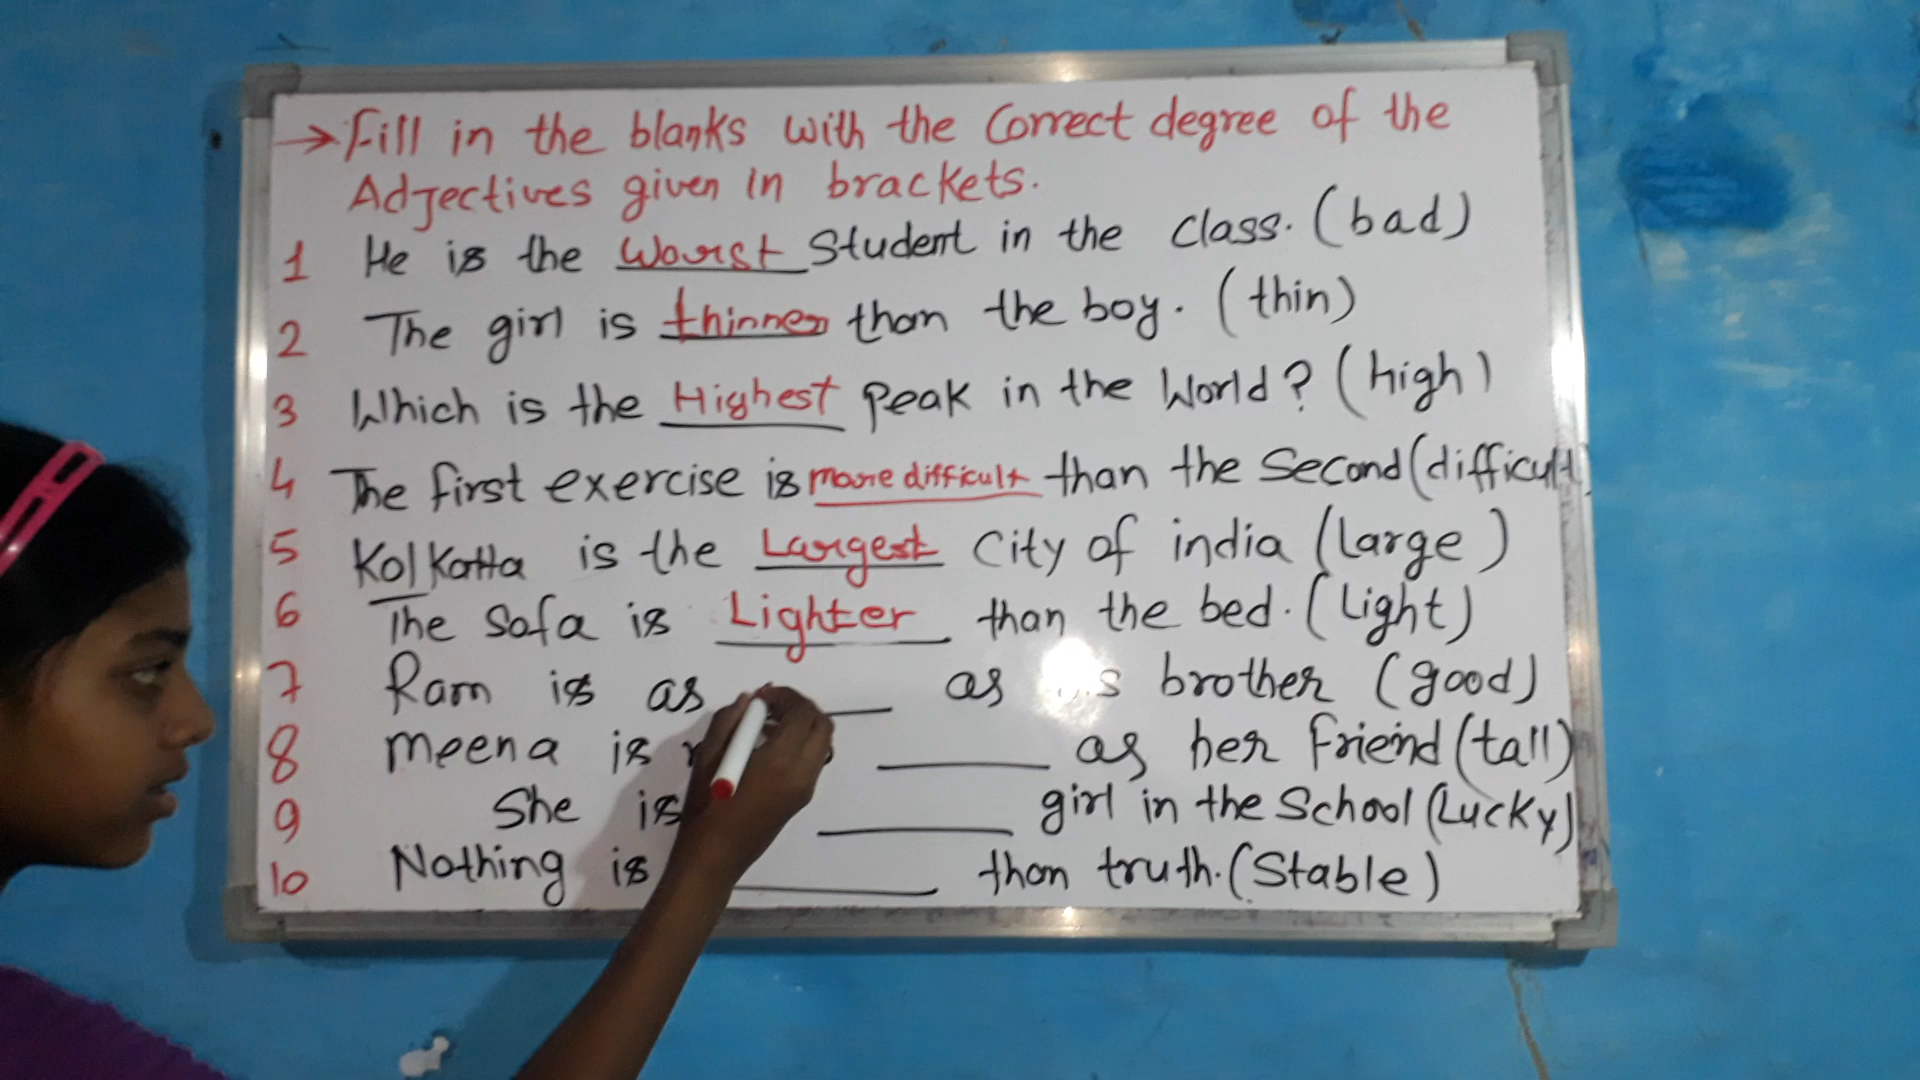 → Fill in the blanks with the Correct degree of the
Adjectives given in brackets.
1 He is the Worst Student in the class. (bad)
2 The girl is thinner than the boy. (thin)
3 Which is the Highest Peak in the World? (high)
4 The first exercise is more difficult than the Second (difficult)
5 Kolkatta is the Largest City of india (large)
6 The Sofa is Lighter than the bed. (Light)
7 Ram is as ____ as brother (good)
8 Meena is ____ as her friend (tall)
9 She is ____ girl in the School (Lucky)
10 Nothing is ____ than truth. (Stable)